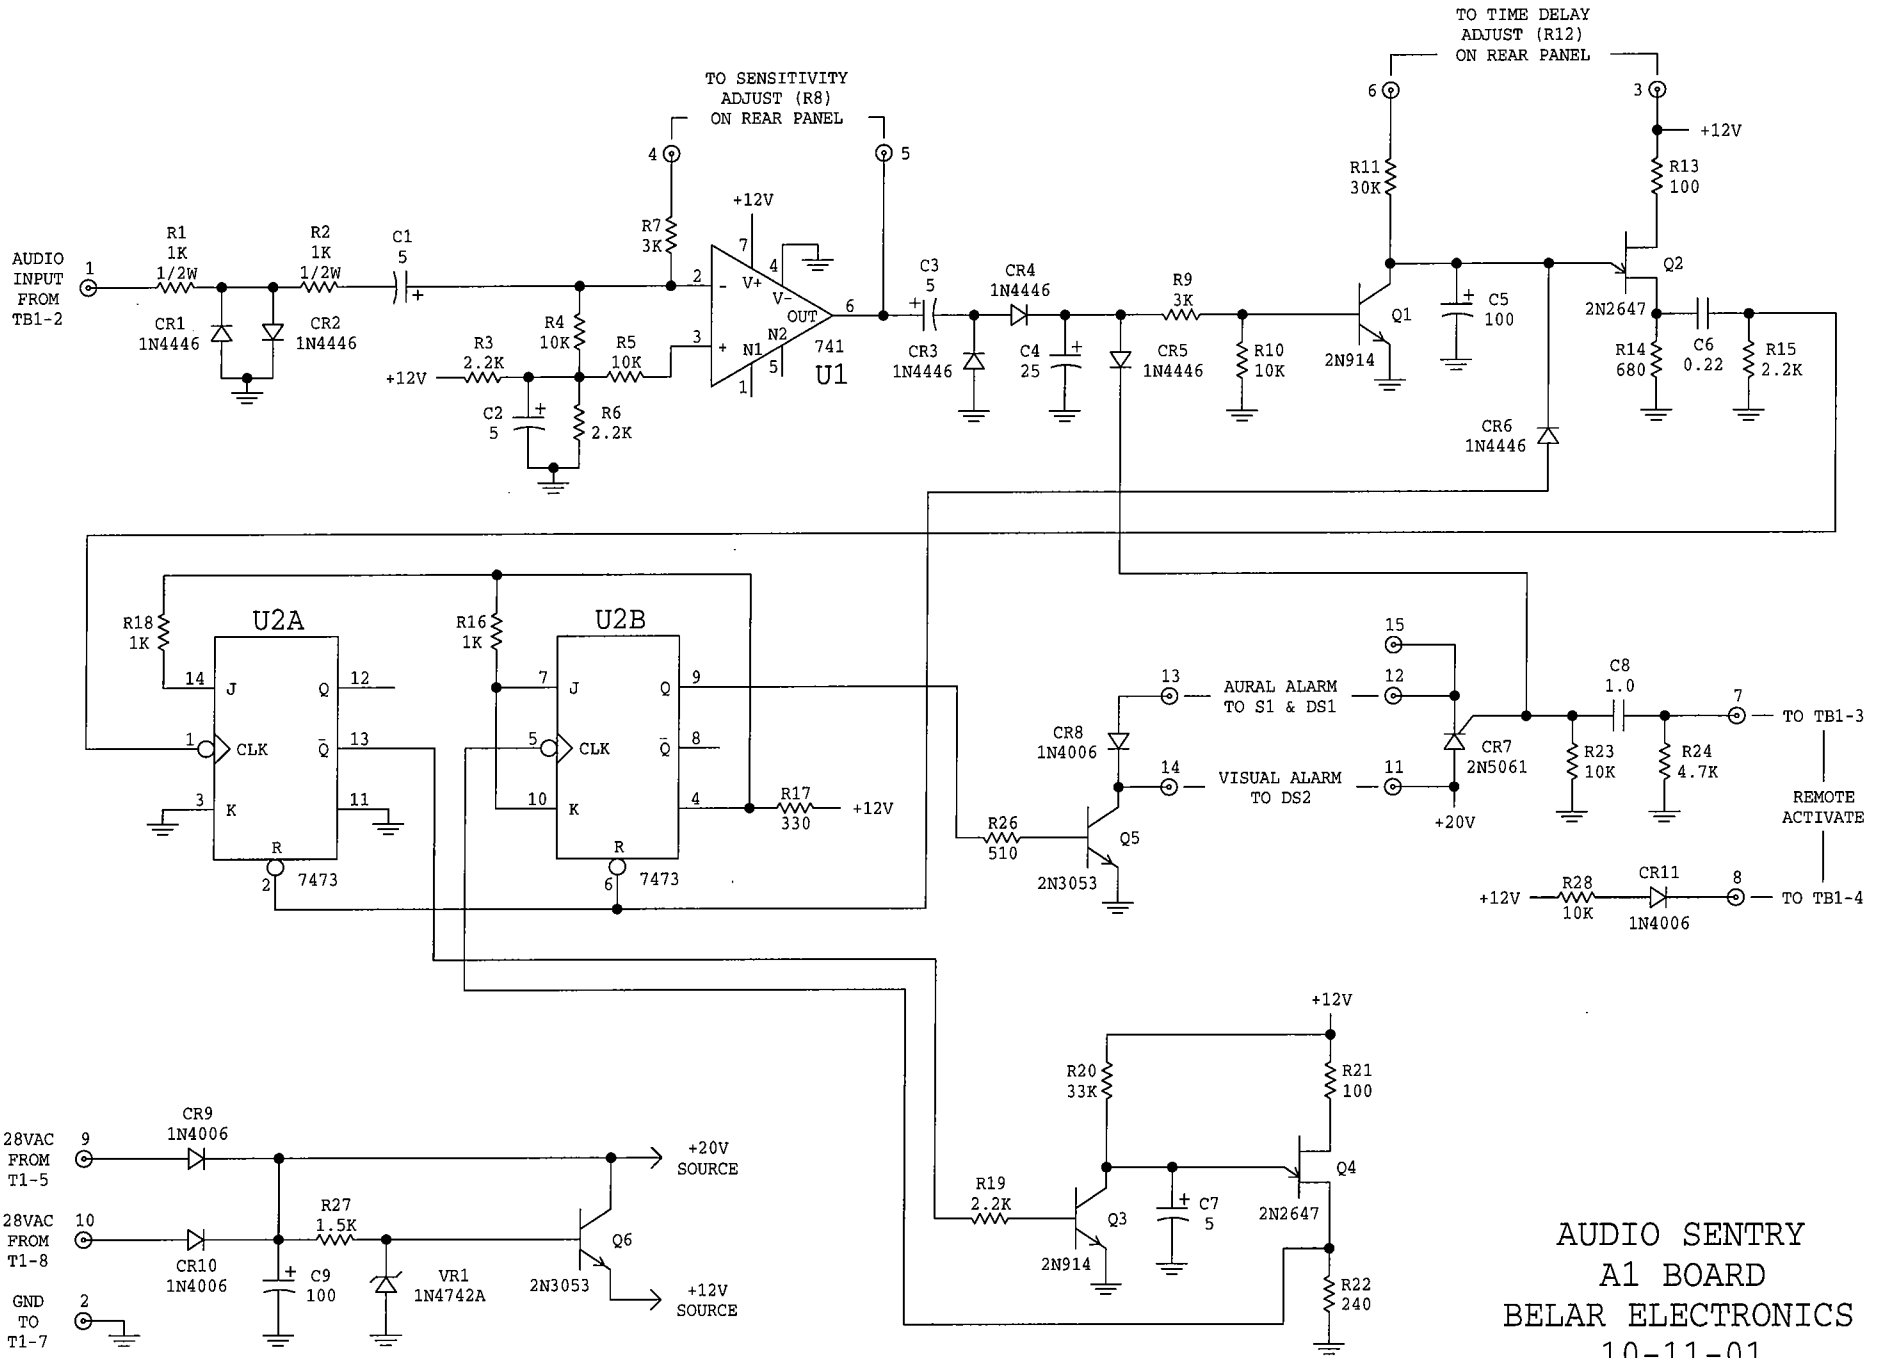 TO TIME DELAY
ADJUST (R12)
ON REAR PANEL
6
3
+12V
TO SENSITIVITY
ADJUST (R8)
ON REAR PANEL
4
5
R11
30K
R13
100
+12V
R7
3K
7
4
V+
V-
2
-
3
+
OUT
6
N1
N2
1
5
741
U1
AUDIO
INPUT
FROM
TB1-2
1
R1
1K
1/2W
R2
1K
1/2W
C1
5
+
CR1
1N4446
CR2
1N4446
R4
10K
R3
2.2K
R5
10K
+12V
C2
5
+
R6
2.2K
C3
5
+
CR4
1N4446
CR3
1N4446
C4
25
+
CR5
1N4446
R9
3K
R10
10K
Q1
2N914
+
C5
100
Q2
2N2647
R14
680
C6
0.22
R15
2.2K
CR6
1N4446
R18
1K
U2A
R16
1K
U2B
14
J
Q
12
1
CLK
Q
13
3
K
11
R
2
7473
7
J
Q
9
5
CLK
Q
8
10
K
4
R
6
7473
R17
330
+12V
R26
510
Q5
2N3053
CR8
1N4006
13
14
AURAL ALARM
TO S1 & DS1
VISUAL ALARM
TO DS2
15
12
11
CR7
2N5061
+20V
C8
1.0
R23
10K
R24
4.7K
7
TO TB1-3
REMOTE
ACTIVATE
+12V
R28
10K
CR11
1N4006
8
TO TB1-4
+12V
R20
33K
R21
100
R19
2.2K
Q3
2N914
+
C7
5
Q4
2N2647
R22
240
28VAC
FROM
T1-5
9
CR9
1N4006
+20V
SOURCE
28VAC
FROM
T1-8
10
CR10
1N4006
R27
1.5K
+
C9
100
VR1
1N4742A
Q6
2N3053
+12V
SOURCE
GND
TO
T1-7
2
AUDIO SENTRY
A1 BOARD
BELAR ELECTRONICS
10-11-01